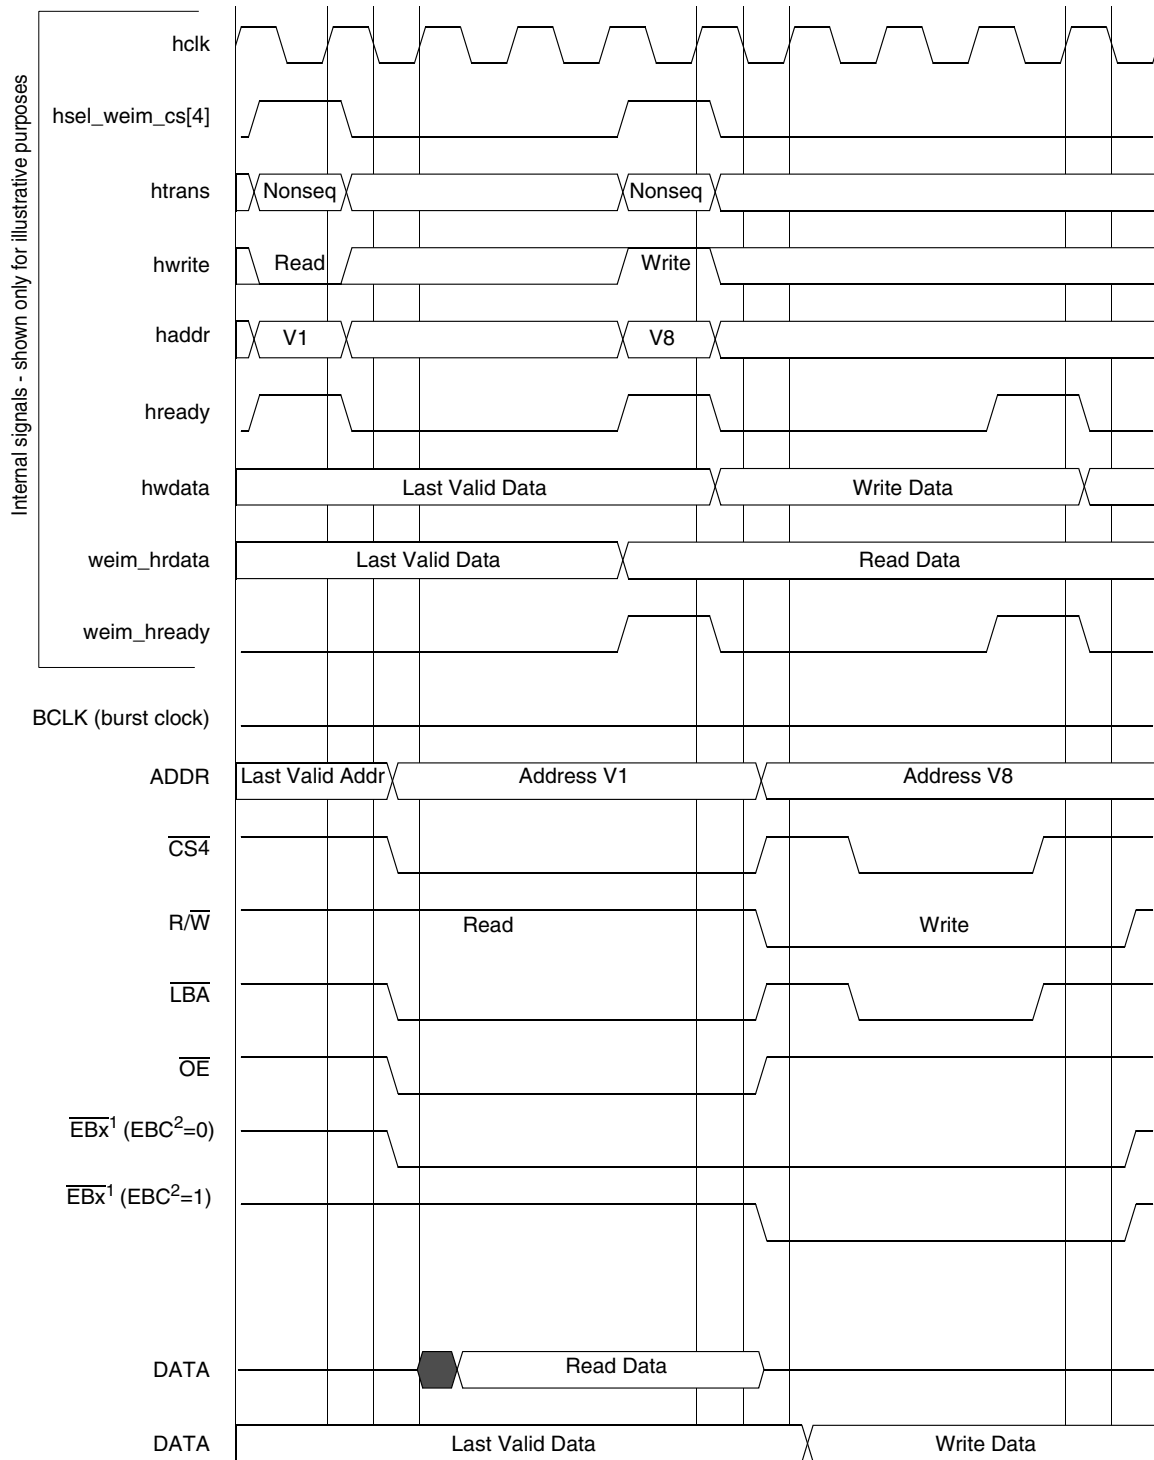 Internal signals - shown only for illustrative purposes
hclk
hsel_weim_cs[4]
htrans Nonseq Nonseq
hwrite Read Write
haddr V1 V8
hready
hwdata Last Valid Data Write Data
weim_hrdata Last Valid Data Read Data
weim_hready
BCLK (burst clock)
ADDR Last Valid Addr Address V1 Address V8
CS4
R/W Read Write
LBA
OE
EBx1 (EBC2=0)
EBx1 (EBC2=1)
DATA Read Data
DATA Last Valid Data Write Data